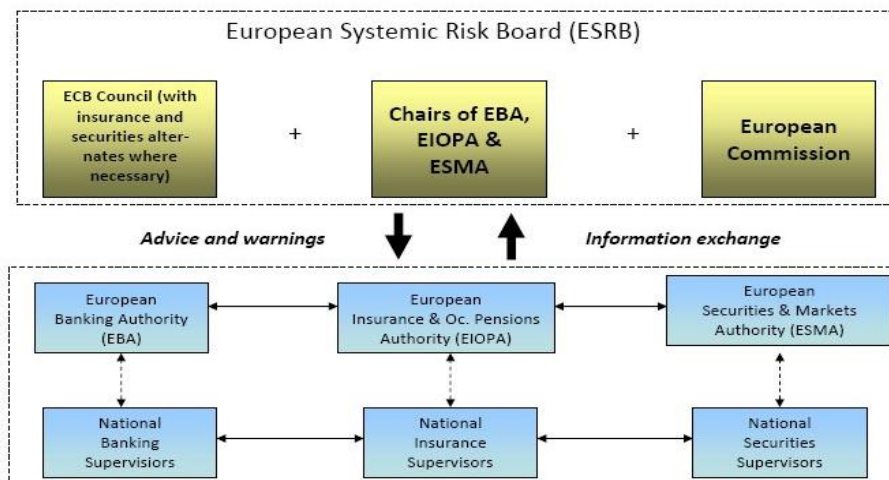 European Systemic Risk Board (ESRB)
ECB Council (with
insurance and
securities alter-
nates where
necessary)
+
Chairs of EBA,
EIOPA &
ESMA
+
European
Commission
Advice and warnings
Information exchange
European
Banking Authority
(EBA)
European
Insurance & Oc. Pensions
Authority (EIOPA)
European
Securities & Markets
Authority (ESMA)
National
Banking
Supervisiors
National
Insurance
Supervisors
National
Securities
Supervisors